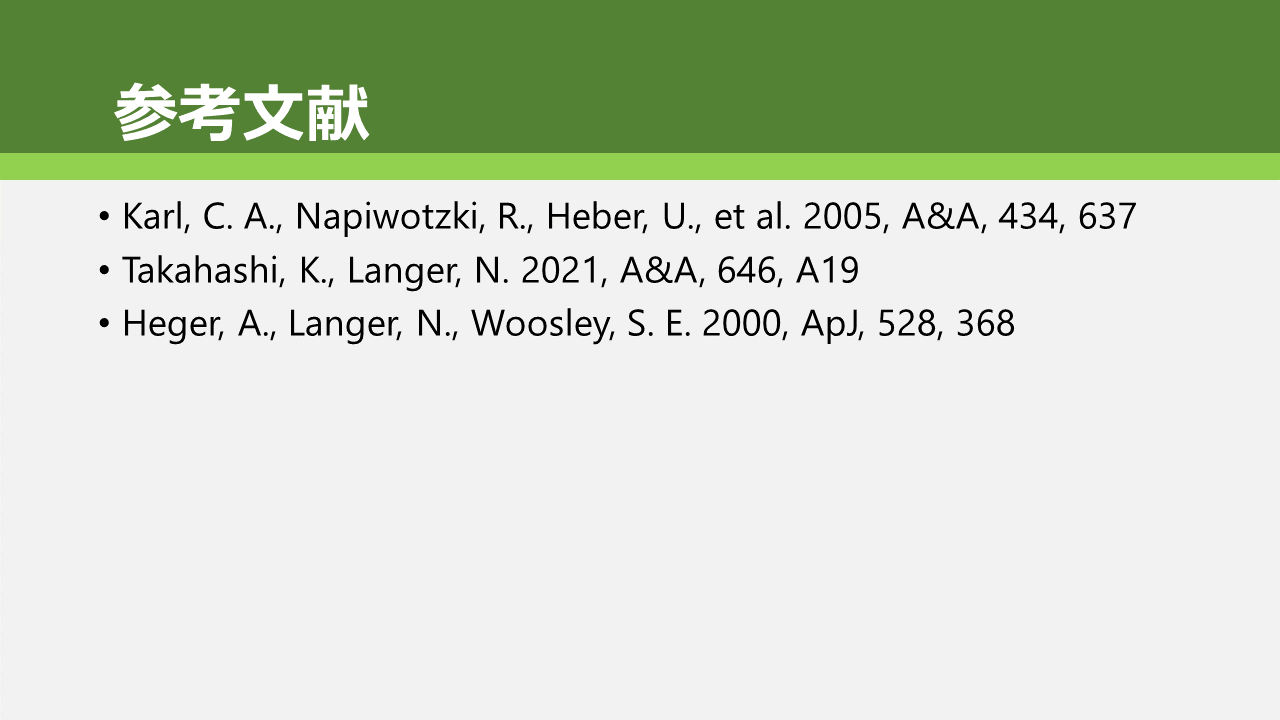 参考文献
• Karl, C. A., Napiwotzki, R., Heber, U., et al. 2005, A&A, 434, 637
• Takahashi, K., Langer, N. 2021, A&A, 646, A19
• Heger, A., Langer, N., Woosley, S. E. 2000, ApJ, 528, 368